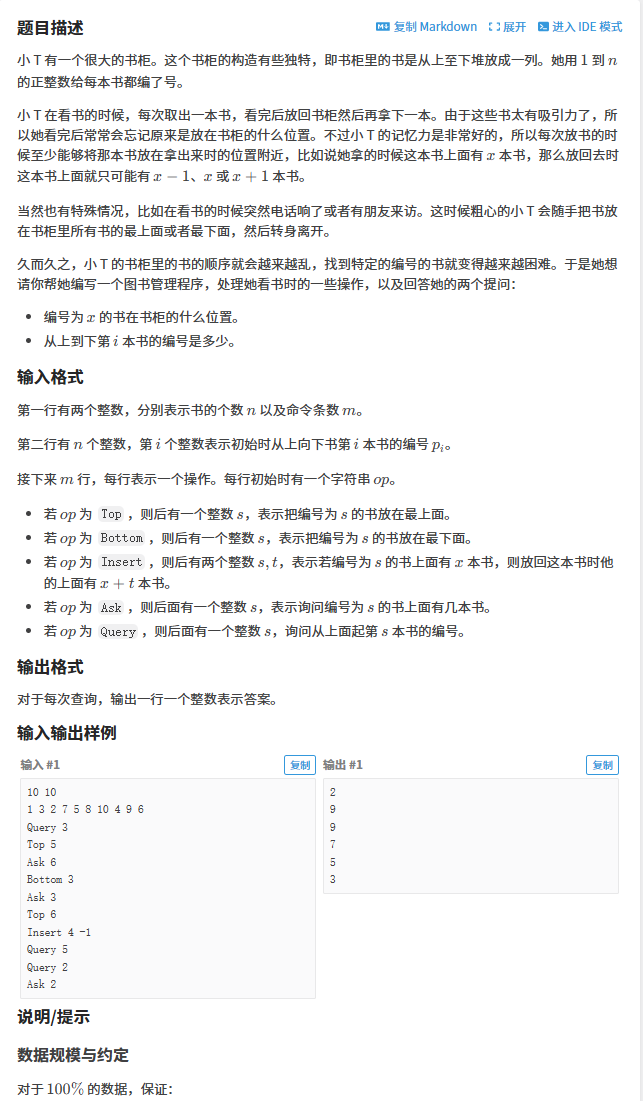 题目描述
复制 Markdown 展开 进入 IDE 模式
小 T 有一个很大的书柜。这个书柜的构造有些独特，即书柜里的书是从上至下堆放成一列。她用 1 到 n
的正整数给每本书都编了号。
小 T 在看书的时候，每次取出一本书，看完后放回书柜然后再拿下一本。由于这些书太有吸引力了，所
以她看完后常常会忘记原来是放在书柜的什么位置。不过小 T 的记忆力是非常好的，所以每次放书的时
候至少能够将那本书放在拿出来时的位置附近，比如说她拿的时候这本书上面有 x 本书，那么放回去时
这本书上面就只可能有 x − 1、x 或 x + 1 本书。
当然也有特殊情况，比如在看书的时候突然电话响了或者有朋友来访。这时候粗心的小 T 会随手把书放
在书柜里所有书的最上面或者最下面，然后转身离开。
久而久之，小 T 的书柜里的书的顺序就会越来越乱，找到特定的编号的书就变得越来越困难。于是她想
请你帮她编写一个图书管理程序，处理她看书时的一些操作，以及回答她的两个提问：
• 编号为 x 的书在书柜的什么位置。
• 从上到下第 i 本书的编号是多少。
输入格式
第一行有两个整数，分别表示书的个数 n 以及命令条数 m。
第二行有 n 个整数，第 i 个整数表示初始时从上向下书第 i 本书的编号 pᵢ。
接下来 m 行，每行表示一个操作。每行初始时有一个字符串 op。
• 若 op 为 Top，则后有一个整数 s，表示把编号为 s 的书放在最上面。
• 若 op 为 Bottom，则后有一个整数 s，表示把编号为 s 的书放在最下面。
• 若 op 为 Insert，则后有两个整数 s, t，表示若编号为 s 的书上面有 x 本书，则放回这本书时他
的上面有 x + t 本书。
• 若 op 为 Ask，则后面有一个整数 s，表示询问编号为 s 的书上面有几本书。
• 若 op 为 Query，则后面有一个整数 s，询问从上面起第 s 本书的编号。
输出格式
对于每次查询，输出一行一个整数表示答案。
输入输出样例
输入 #1 复制
10 10
1 3 2 7 5 8 10 4 9 6
Query 3
Top 5
Ask 6
Bottom 3
Ask 3
Top 6
Insert 4 -1
Query 5
Query 2
Ask 2
输出 #1 复制
2
9
9
7
5
3
说明/提示
数据规模与约定
对于 100% 的数据，保证：